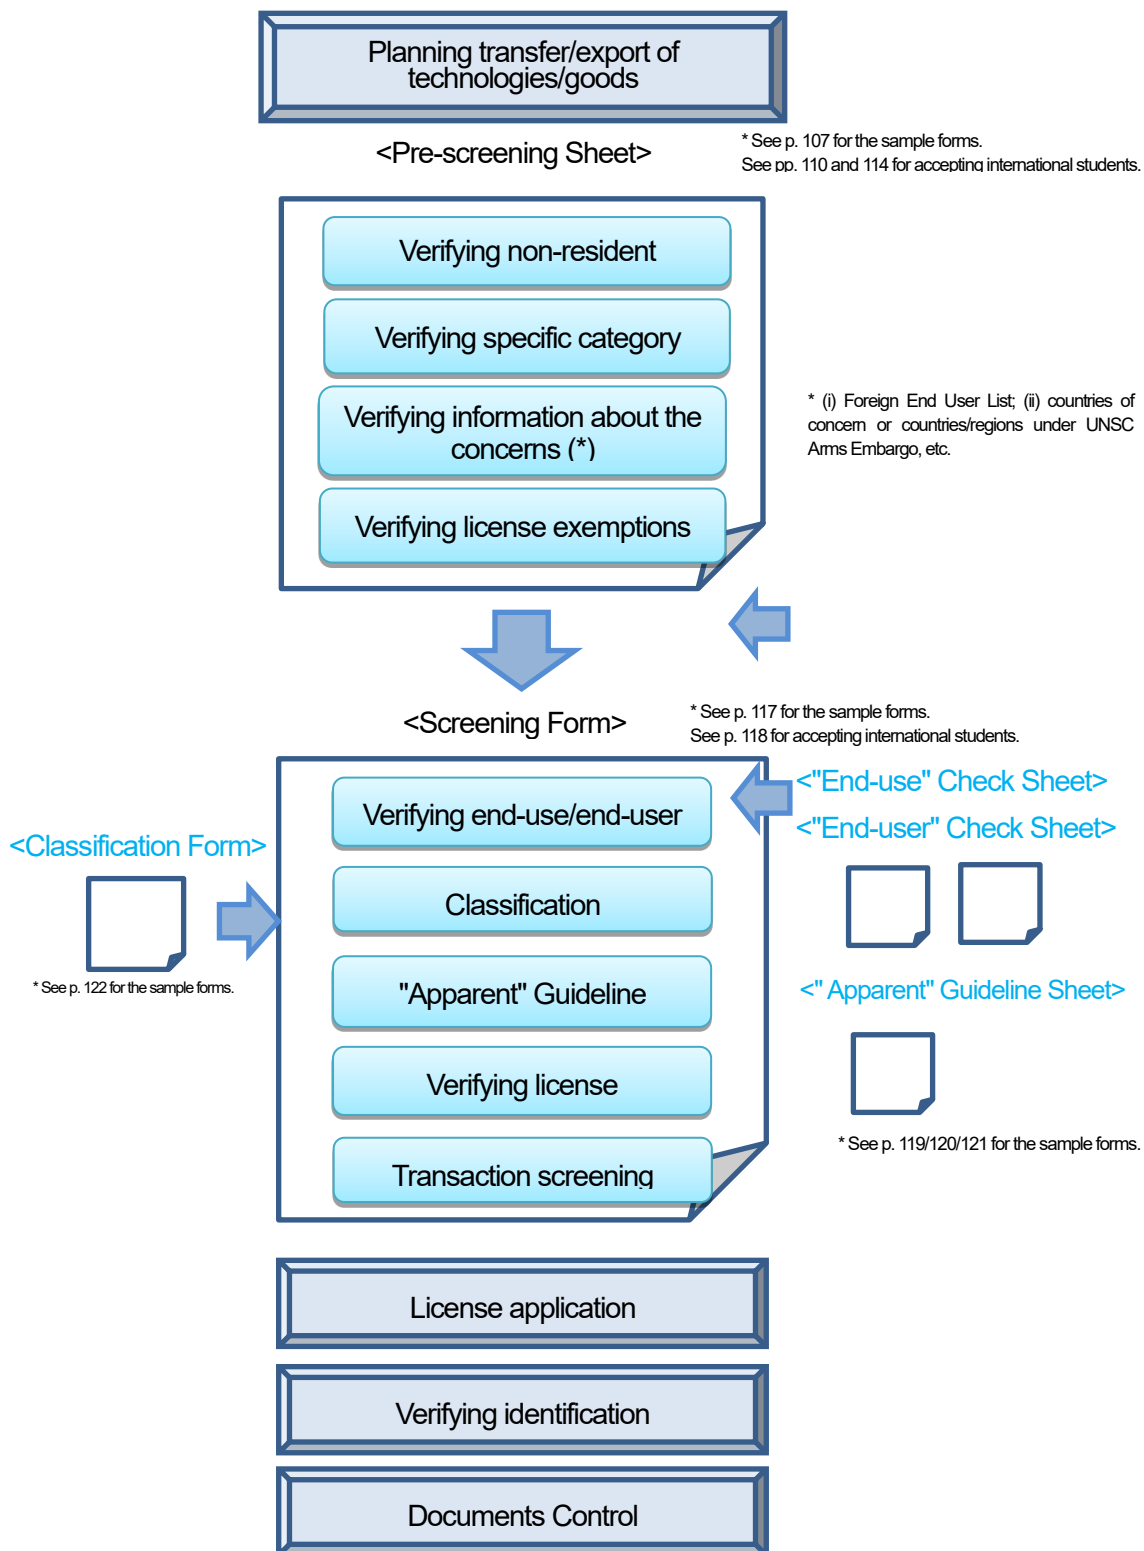 Planning transfer/export of
technologies/goods
<Pre-screening Sheet>
* See p. 107 for the sample forms.
See pp. 110 and 114 for accepting international students.
Verifying non-resident
Verifying specific category
Verifying information about the
concerns (*)
* (i) Foreign End User List; (ii) countries of
concern or countries/regions under UNSC
Arms Embargo, etc.
Verifying license exemptions
<Screening Form>
* See p. 117 for the sample forms.
See p. 118 for accepting international students.
Verifying end-use/end-user
<"End-use" Check Sheet>
<"End-user" Check Sheet>
<Classification Form>
* See p. 122 for the sample forms.
Classification
"Apparent" Guideline
<" Apparent" Guideline Sheet>
Verifying license
* See p. 119/120/121 for the sample forms.
Transaction screening
License application
Verifying identification
Documents Control